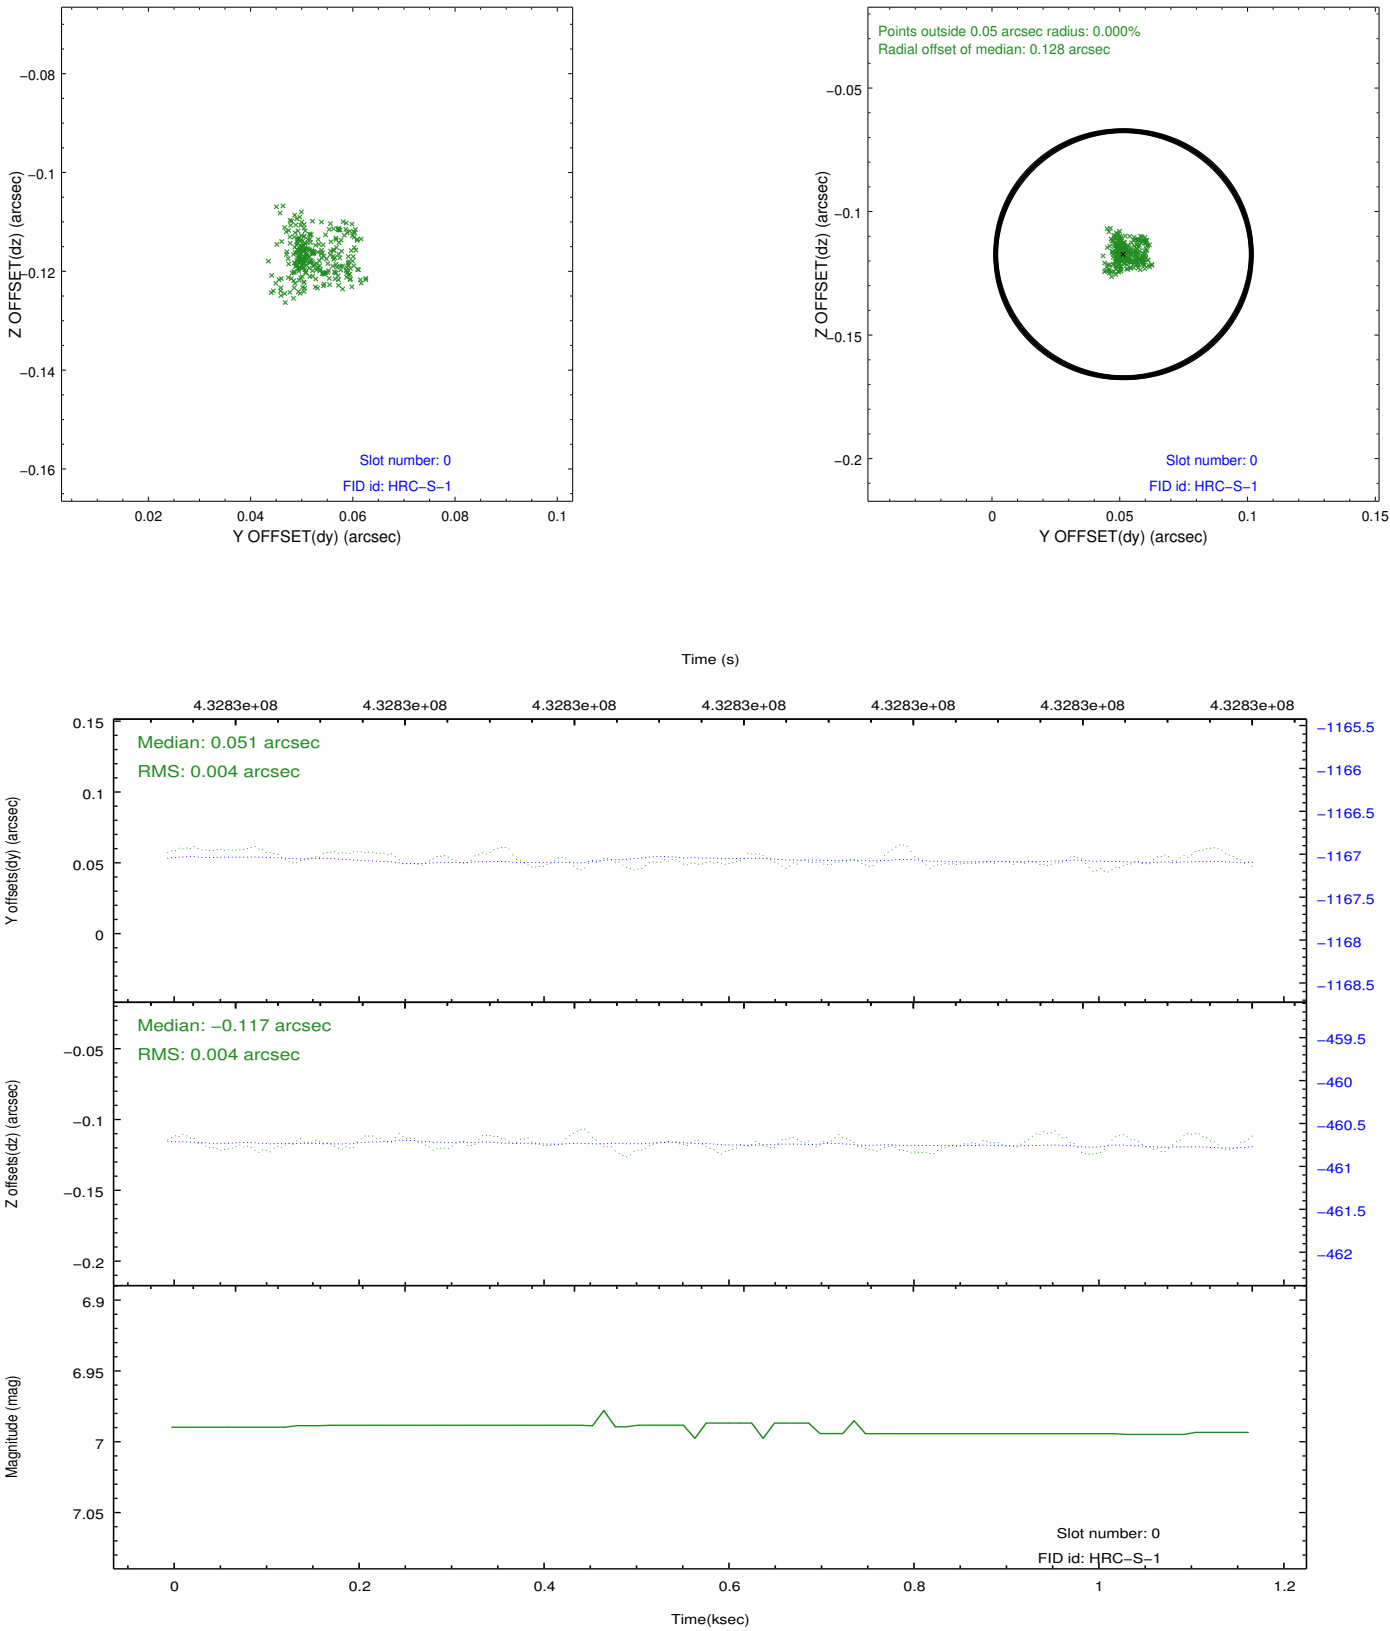 −0.08
−0.1
−0.12
−0.14
−0.16
Z OFFSET(dz) (arcsec)
Slot number: 0
FID id: HRC−S−1
0.02
0.04
0.06
0.08
0.1
Y OFFSET(dy) (arcsec)
Points outside 0.05 arcsec radius: 0.000%
Radial offset of median: 0.128 arcsec
−0.05
−0.1
−0.15
−0.2
Z OFFSET(dz) (arcsec)
Slot number: 0
FID id: HRC−S−1
0
0.05
0.1
0.15
Y OFFSET(dy) (arcsec)
Time (s)
4.3283e+08
4.3283e+08
4.3283e+08
4.3283e+08
4.3283e+08
4.3283e+08
4.3283e+08
Median: 0.051 arcsec
RMS: 0.004 arcsec
0.15
0.1
0.05
0
Y offsets(dy) (arcsec)
−1165.5
−1166
−1166.5
−1167
−1167.5
−1168
−1168.5
Median: −0.117 arcsec
RMS: 0.004 arcsec
−0.05
−0.1
−0.15
−0.2
Z offsets(dz) (arcsec)
−459.5
−460
−460.5
−461
−461.5
−462
6.9
6.95
7
7.05
Magnitude (mag)
Slot number: 0
FID id: HRC−S−1
0
0.2
0.4
0.6
0.8
1
1.2
Time(ksec)